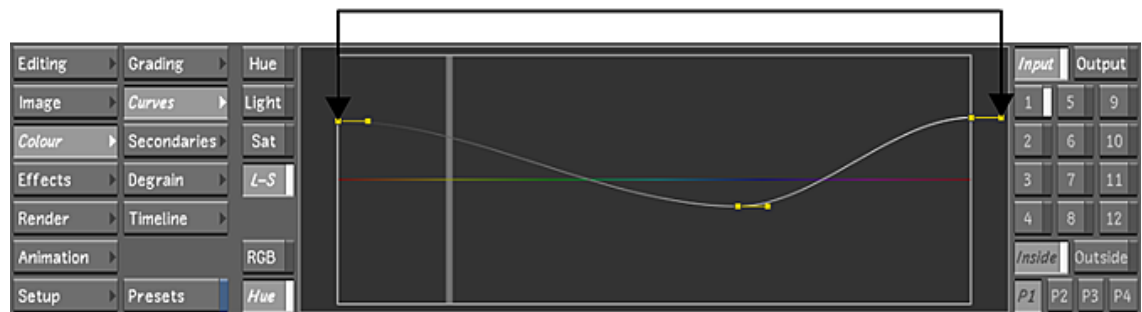 Editing Grading Hue Input Output
Image Curves Light 1 5 9
Colour Secondaries Sat 2 6 10
Effects Degrain L-S 3 7 11
Render Timeline 4 8 12
Animation RGB Inside Outside
Setup Presets Hue P1 P2 P3 P4